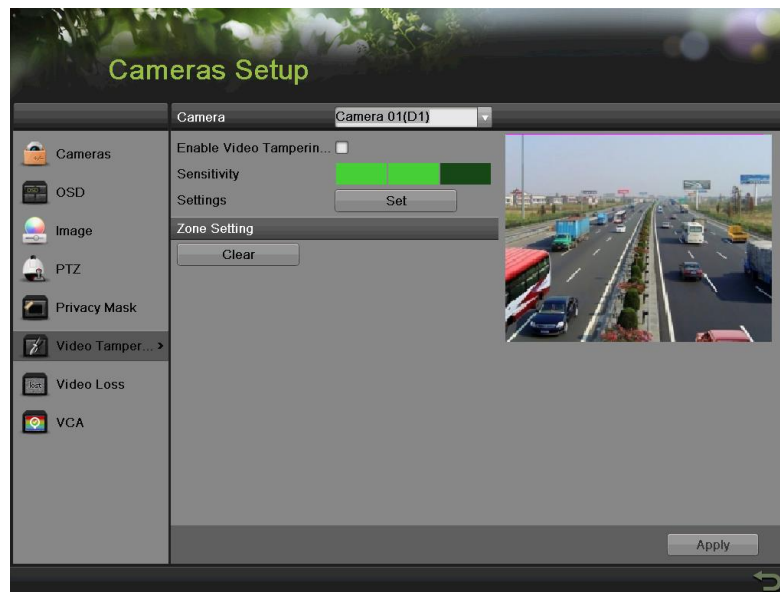 Cameras Setup
Camera Camera 01(D1)
Cameras
OSD
Image
PTZ
Privacy Mask
Video Tamper...
Video Loss
VCA
Enable Video Tamperin...
Sensitivity
Settings Set
Zone Setting
Clear
Apply